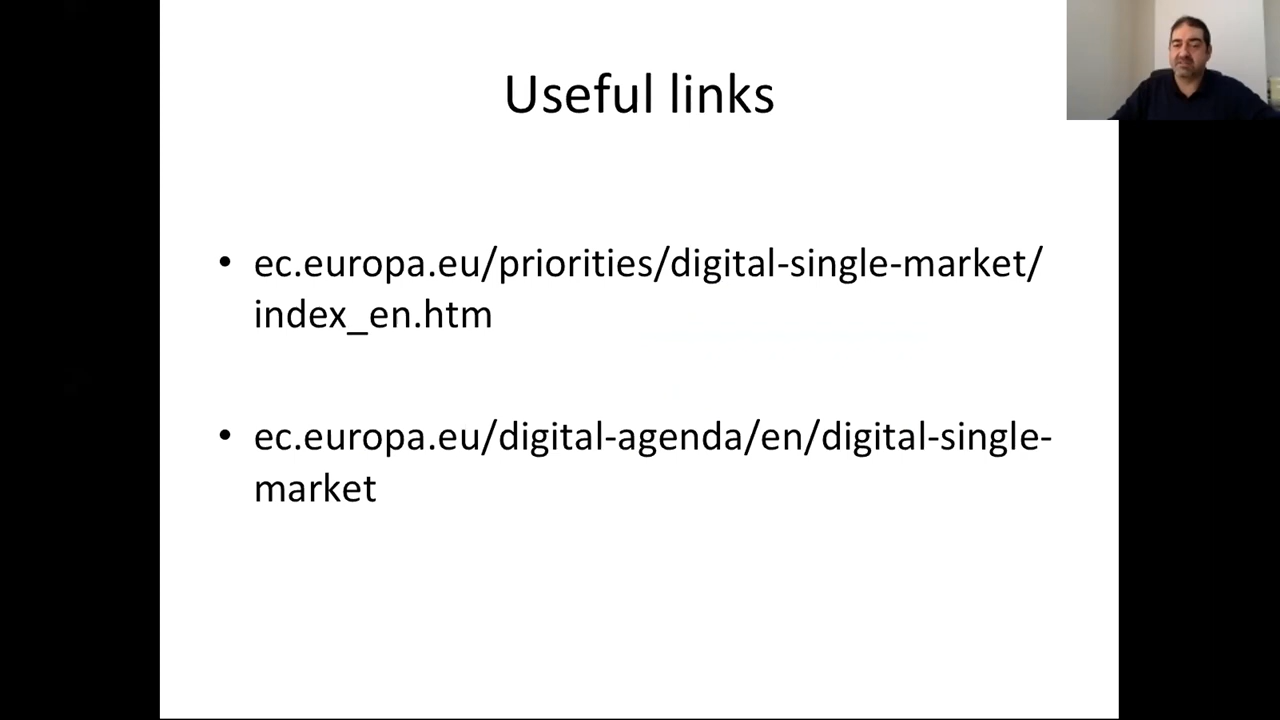 Useful links
• ec.europa.eu/priorities/digital-single-market/
index_en.htm
• ec.europa.eu/digital-agenda/en/digital-single-
market